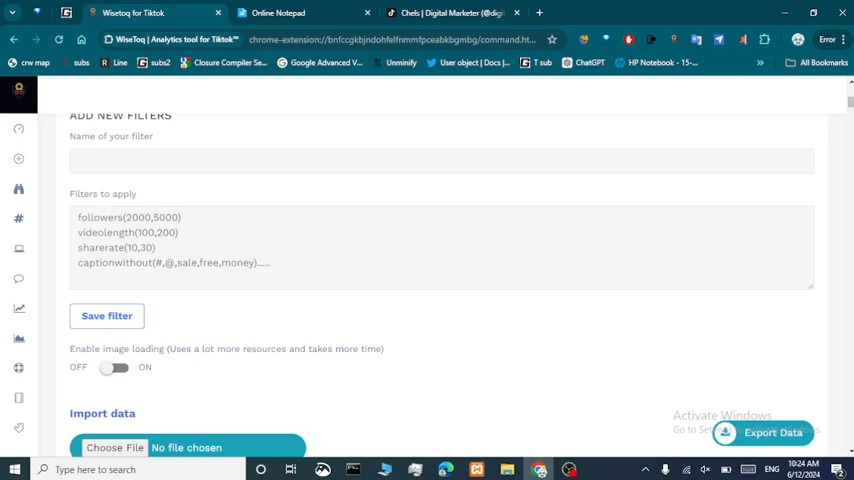 Wisetoq for Tiktok
Online Notepad
Chels | Digital Marketer (@digi
WiseToq | Analytics tool for TikTok™
chrome-extension://bnfccgkbjndohfelfnmmfpceabkbgmbg/command.ht...
Error
crw map
subs
Line
subs2
Closure Compiler Se...
Google Advanced V...
Unminify
User object | Docs |...
T sub
ChatGPT
HP Notebook - 15-...
All Bookmarks
ADD NEW FILTERS
Name of your filter
Filters to apply
followers(2000,5000)
videolength(100,200)
sharerate(10,30)
captionwithout(#,@,sale,free,money).....
Save filter
Enable image loading (Uses a lot more resources and takes more time)
OFF ON
Import data
Activate Windows
Export Data
Choose File No file chosen
Type here to search
ENG
10:24 AM
6/12/2024
2